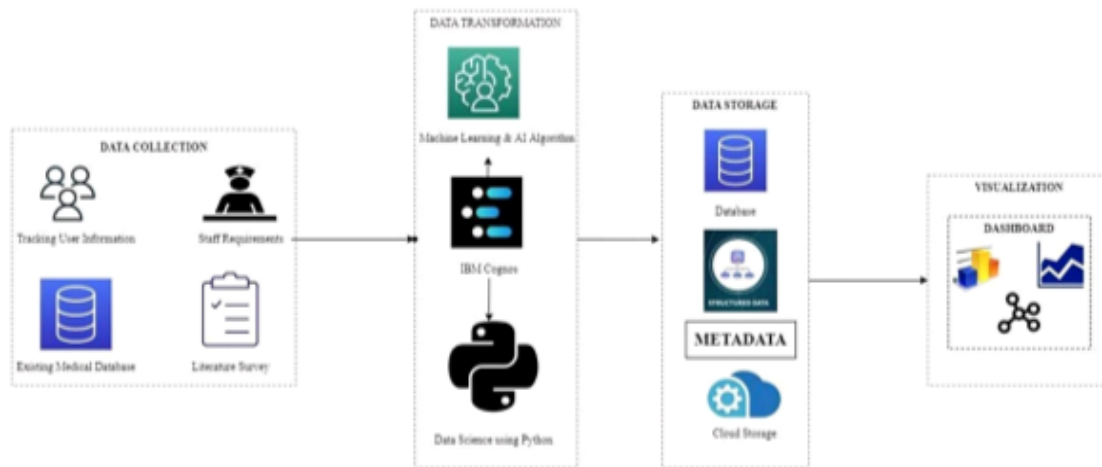 DATA COLLECTION
Tracking User Information
Staff Requirements
Existing Medical Database
Literature Survey
DATA TRANSFORMATION
Machine Learning & AI Algorithm
IBM Cognos
Data Science using Python
DATA STORAGE
Database
STRUCTURED DATA
METADATA
Cloud Storage
VISUALIZATION
DASHBOARD